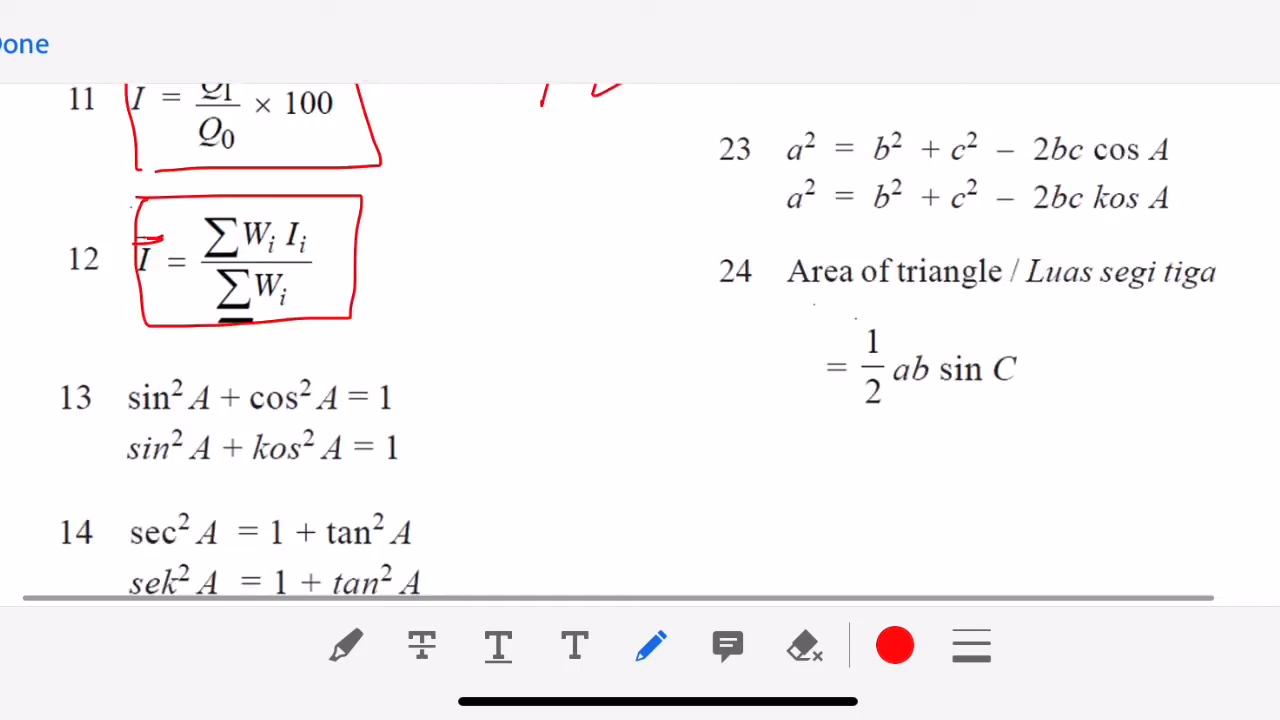 Done
11 I = Q1/Q0 × 100
12 I̅ = ∑Wi Ii / ∑Wi
13 sin² A + cos² A = 1
sin² A + kos² A = 1
14 sec² A = 1 + tan² A
sek² A = 1 + tan² A
23 a² = b² + c² − 2bc cos A
a² = b² + c² − 2bc kos A
24 Area of triangle / Luas segi tiga
= 1/2 ab sin C
T T T